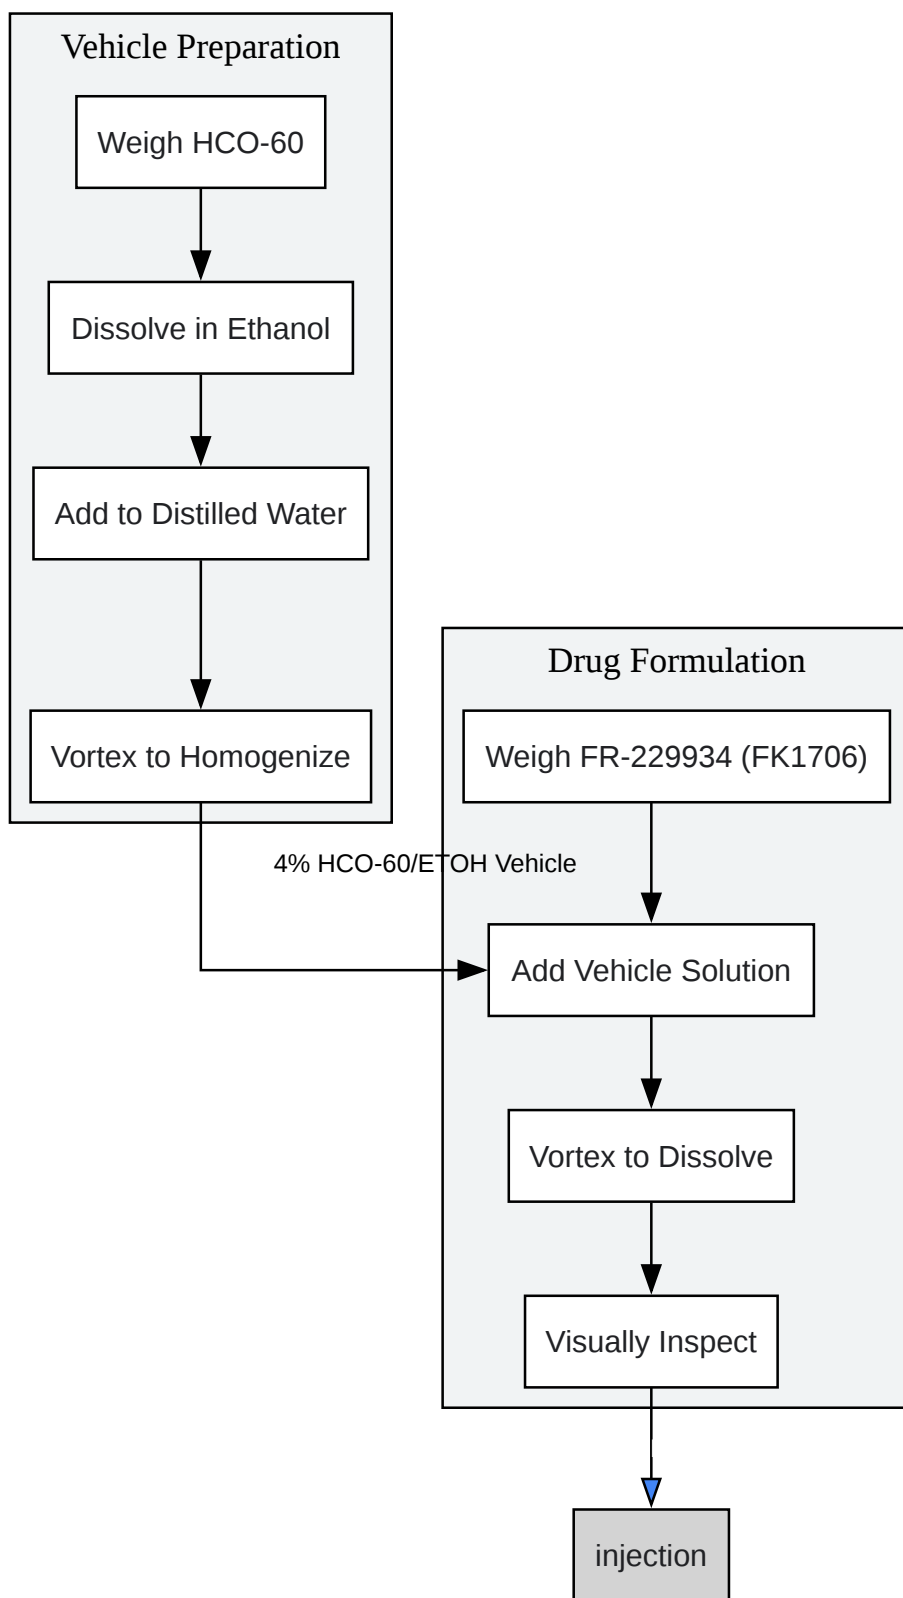 Vehicle Preparation
Weigh HCO-60
Dissolve in Ethanol
Add to Distilled Water
Vortex to Homogenize
4% HCO-60/ETOH Vehicle
Drug Formulation
Weigh FR-229934 (FK1706)
Add Vehicle Solution
Vortex to Dissolve
Visually Inspect
injection